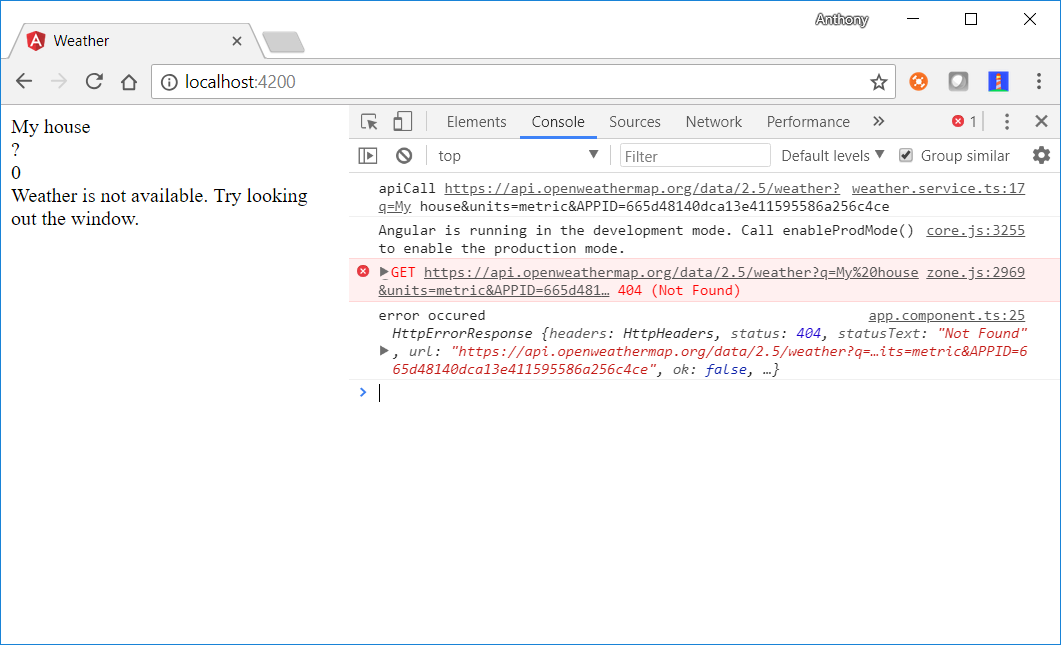 Anthony
Weather
localhost:4200
My house
?
0
Weather is not available. Try looking
out the window.
Elements Console Sources Network Performance » 1
top Filter Default levels Group similar
apiCall https://api.openweathermap.org/data/2.5/weather? weather.service.ts:17
q=My house&units=metric&APPID=665d48140dca13e411595586a256c4ce
Angular is running in the development mode. Call enableProdMode() core.js:3255
to enable the production mode.
GET https://api.openweathermap.org/data/2.5/weather?q=My%20house zone.js:2969
&units=metric&APPID=665d481… 404 (Not Found)
error occured app.component.ts:25
HttpErrorResponse {headers: HttpHeaders, status: 404, statusText: "Not Found"
, url: "https://api.openweathermap.org/data/2.5/weather?q=…its=metric&APPID=6
65d48140dca13e411595586a256c4ce", ok: false, …}